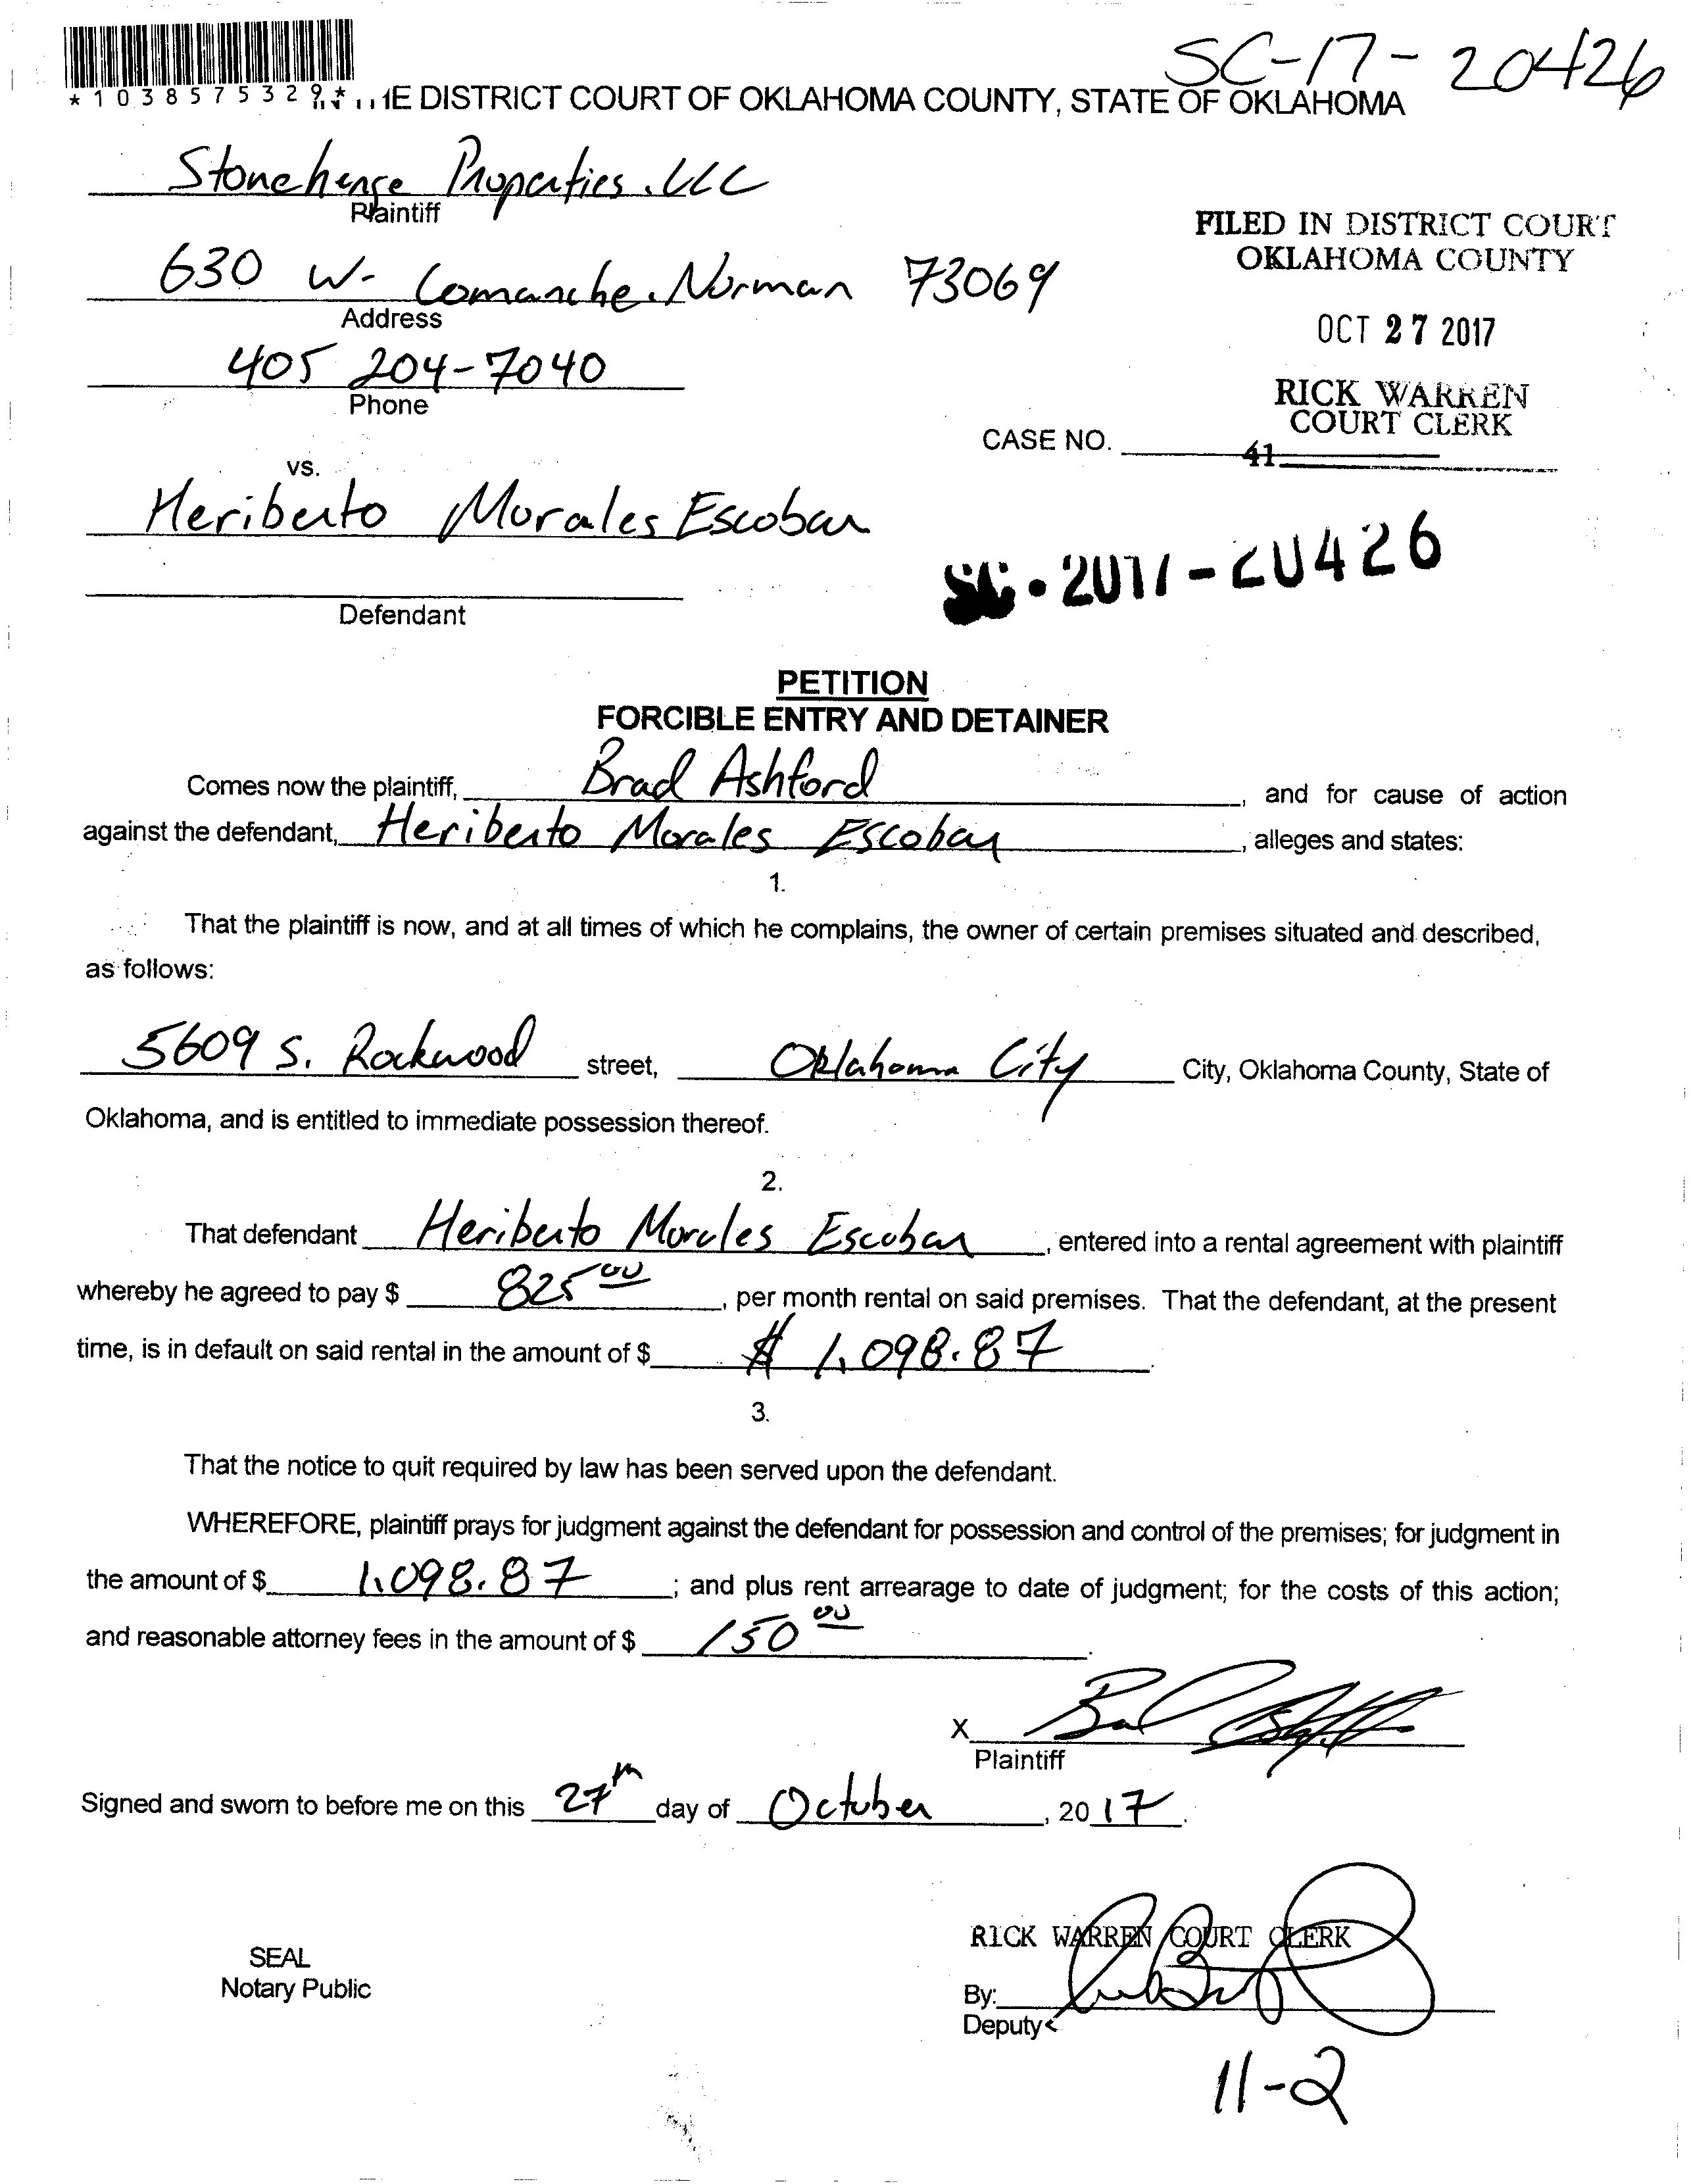 SC-17-20426
*1038575329*
DISTRICT COURT OF OKLAHOMA COUNTY, STATE OF OKLAHOMA
Stonehenge Properties, LLC
Plaintiff
630 W. Comanche, Norman 73069
Address
405 204-7040
Phone
FILED IN DISTRICT COURT
OKLAHOMA COUNTY
OCT 27 2017
RICK WARREN
COURT CLERK
CASE NO.
41
vs.
Heriberto Morales Escobar
Defendant
SC-2017-20426
PETITION
FORCIBLE ENTRY AND DETAINER
Comes now the plaintiff, Brad Ashford, and for cause of action
against the defendant, Heriberto Morales Escobar, alleges and states:
1.
That the plaintiff is now, and at all times of which he complains, the owner of certain premises situated and described,
as follows:
5609 S. Rockwood street, Oklahoma City City, Oklahoma County, State of
Oklahoma, and is entitled to immediate possession thereof.
2.
That defendant Heriberto Morales Escobar, entered into a rental agreement with plaintiff
whereby he agreed to pay $ 825 00, per month rental on said premises. That the defendant, at the present
time, is in default on said rental in the amount of $ $ 1,098.87.
3.
That the notice to quit required by law has been served upon the defendant.
WHEREFORE, plaintiff prays for judgment against the defendant for possession and control of the premises; for judgment in
the amount of $ 1,098.87; and plus rent arrearage to date of judgment; for the costs of this action;
and reasonable attorney fees in the amount of $ 150 00.
X
Plaintiff
Signed and sworn to before me on this 27th day of October, 2017.
RICK WARREN COURT CLERK
SEAL
Notary Public
By:
Deputy
11-2